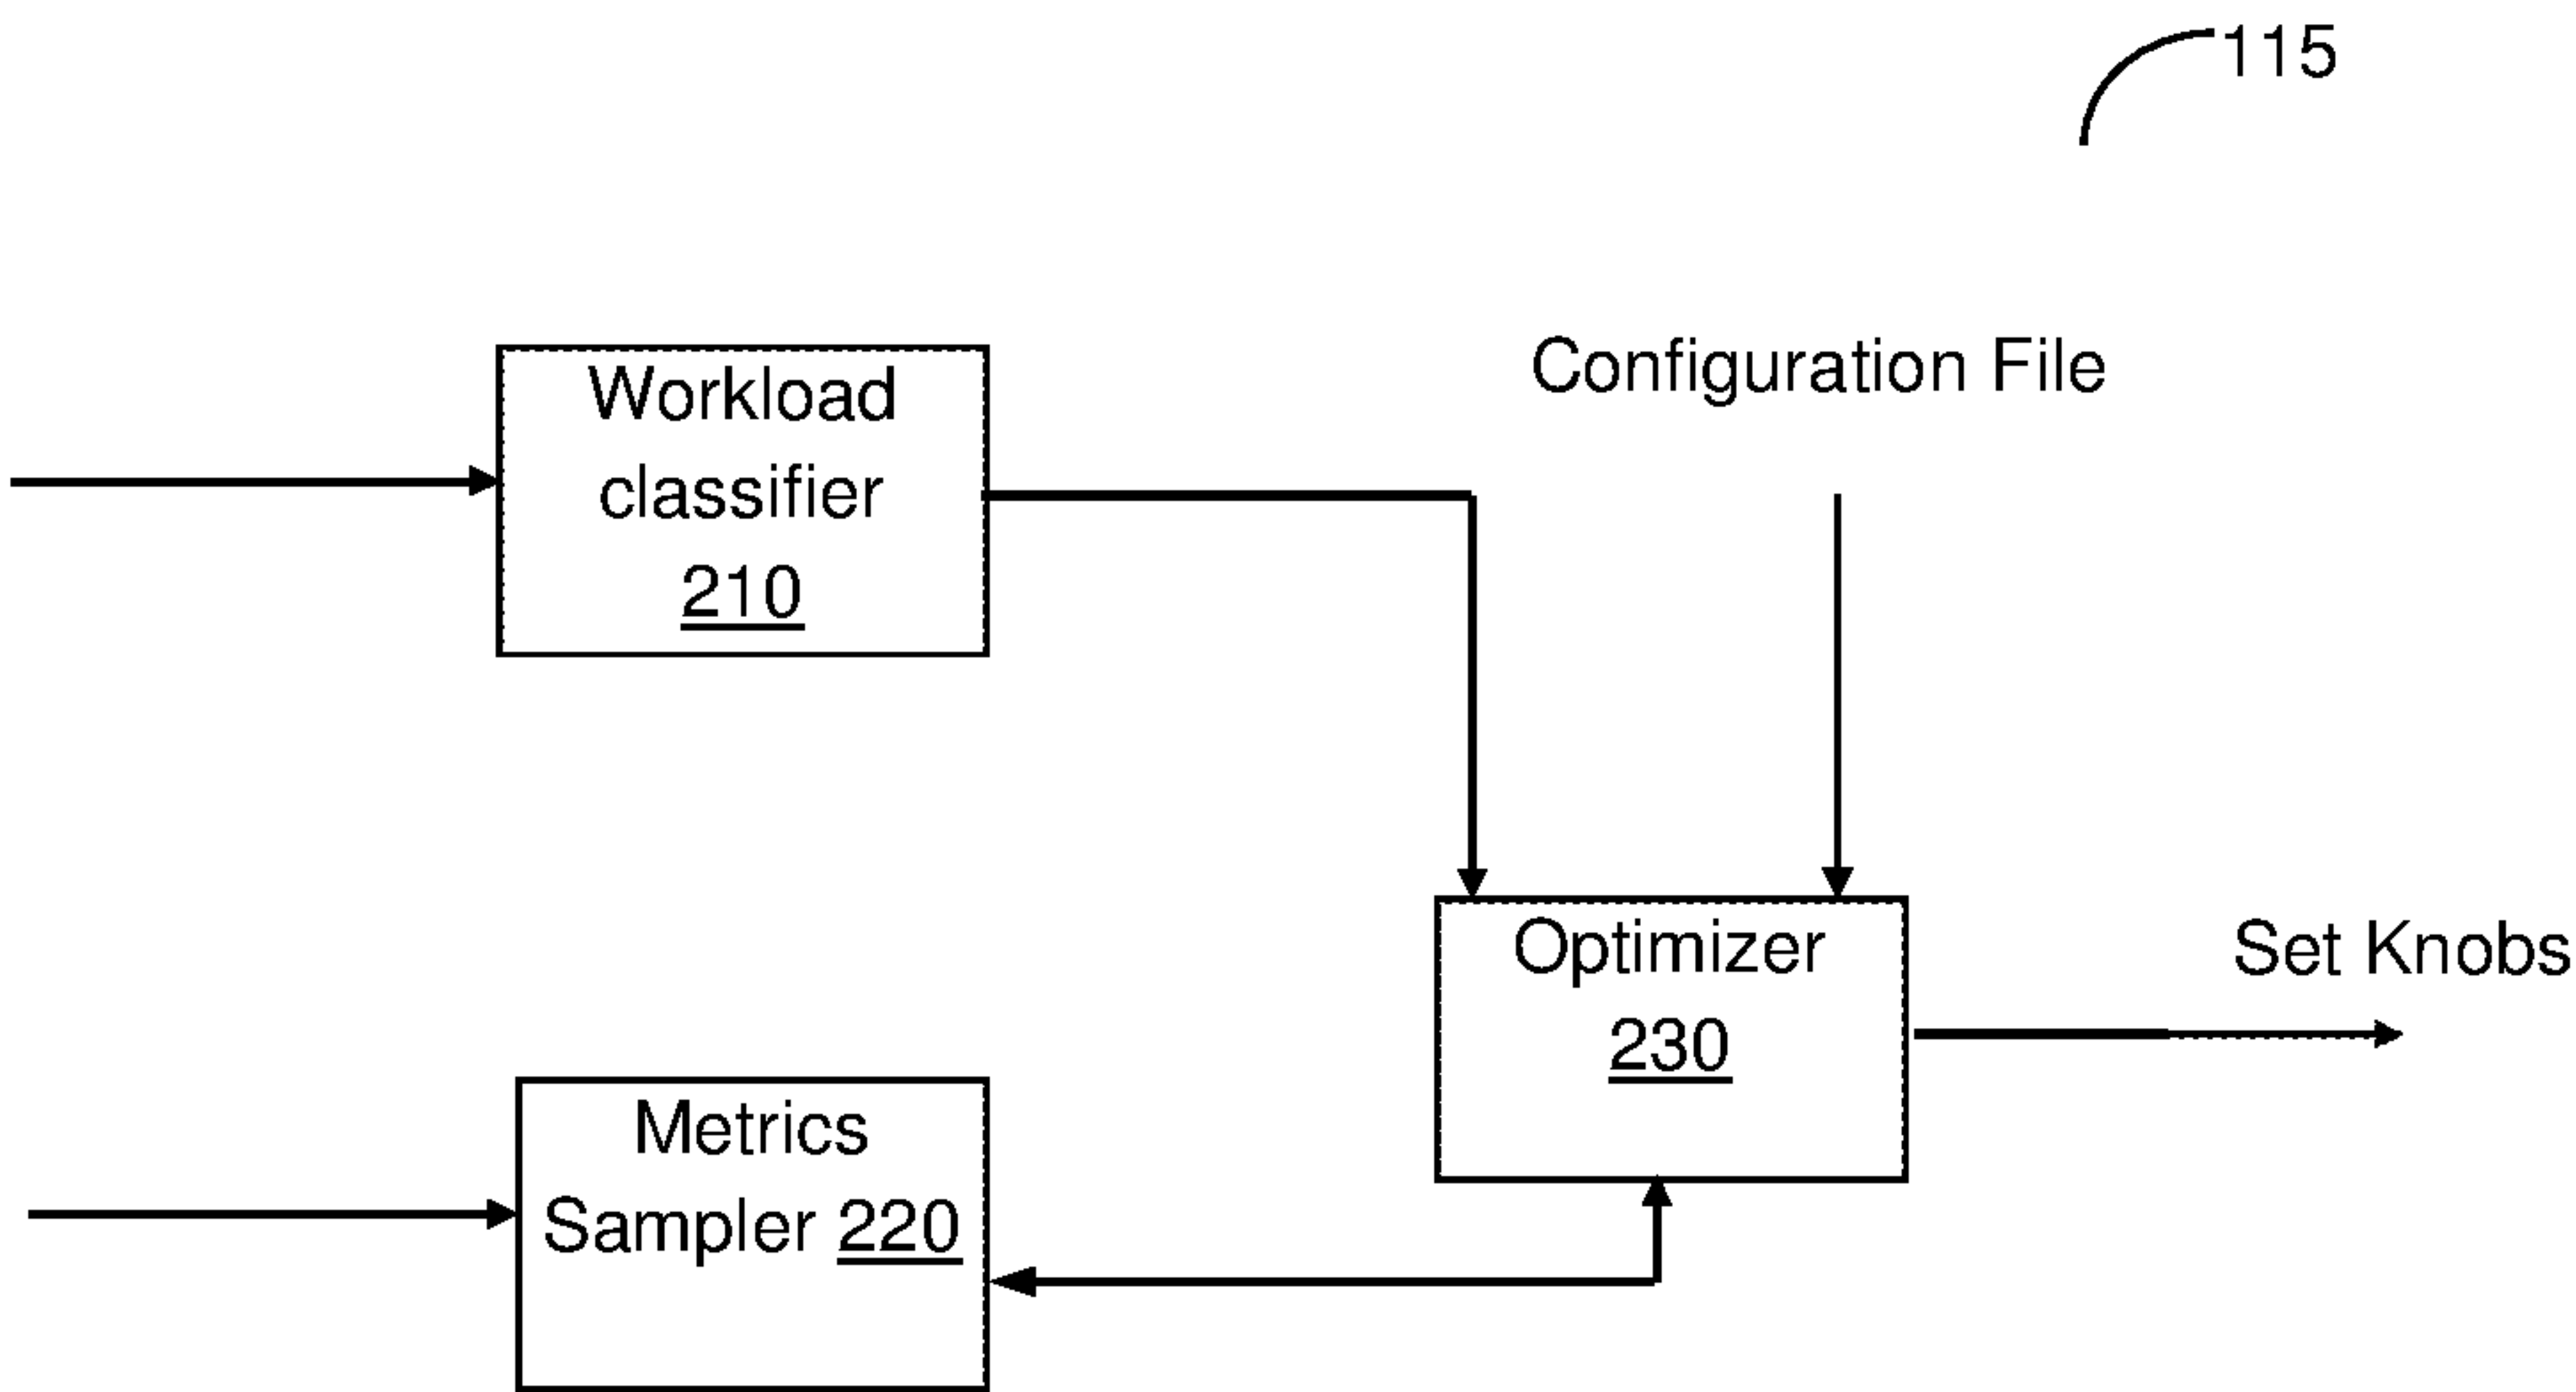 115
Workload
classifier
210
Configuration File
Optimizer
230
Set Knobs
Metrics
Sampler 220